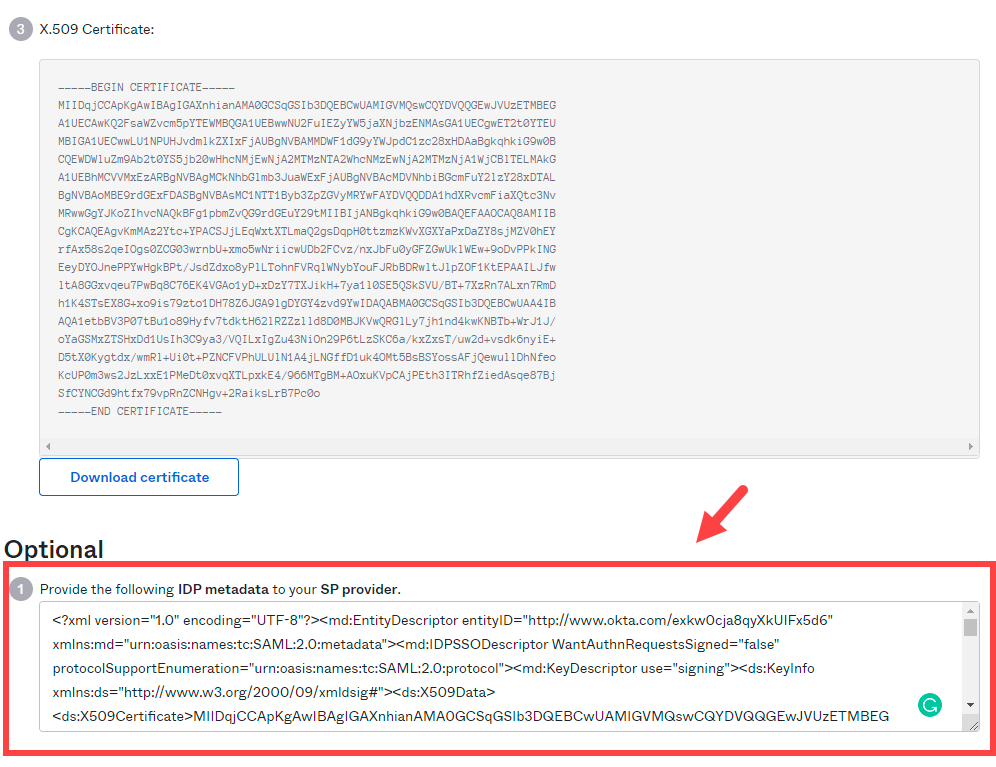 3 X.509 Certificate:
-----BEGIN CERTIFICATE-----
MIIDqjCCApKgAwIBAgIGAXnhianAMA0GCSqGSIb3DQEBCwUAMIGVMQswCQYDVQQGEwJVUzETMBEG
A1UECAwKQ2FsaWZvcm5pYTEWMBQGA1UEBwwNU2FuIEZyYW5jaXNjbzENMAsGA1UECgwET2t0YTEU
MBIGA1UECwwLU1NPUHJvdmlkZXIxFjAUBgNVBAMMDWF1dG9yYWJpdC1zc28xHDAaBgkqhkiG9w0B
CQEWDWluZm9Ab2t0YS5jb20wHhcNMjEwNjA2MTMzNTA2WhcNMzEwNjA2MTMzNjA1WjCBlTELMAkG
A1UEBhMCVVMxEzARBgNVBAgMCkNhbGlmb3JuaWExFjAUBgNVBAcMDVNhbiBGcmFuY2lzY28xDTAL
BgNVBAoMBE9rdGExFDASBgNVBAsMC1NTT1Byb3ZpZGVyMRYwFAYDVQQDDA1hdXRvcmFiaXQtc3Nv
MRwwGgYJKoZIhvcNAQkBFg1pbmZvQG9rdGEuY29tMIIBIjANBgkqhkiG9w0BAQEFAAOCAQ8AMIIB
CgKCAQEAgvKmMAz2Ytc+YPACSJjLEqWxtXTLmaQ2gsDqpH0ttzmzKWvXGXYaPxDaZY8sjMZV0hEY
rfAx58s2qeIOgs0ZCG03wrnbU+xmo5wNriicwUDb2FCvz/nxJbFu0yGFZGwUklWEw+9oDvPPkING
EeyDYOJnePPYwHgkBPt/JsdZdxo8yPlLTohnFVRqlWNybYouFJRbBDRwltJlpZOF1KtEPAAILJfw
ltA8GGxvqeu7PwBq8C76EK4VGAo1yD+xDzY7TXJikH+7ya1l0SE5QSkSVU/BT+7XzRn7ALxn7RmD
h1K4STsEX8G+xo9is79zto1DH78Z6JGA9lgDYGY4zvd9YwIDAQABMA0GCSqGSIb3DQEBCwUAA4IB
AQA1etbBV3P07tBu1o89Hyfv7tdktH62lRZZzlld8D0MBJKVwQRGlLy7jh1nd4kwKNBTb+WrJ1J/
oYaGSMxZTSHxDd1UsIh3C9ya3/VQILxIgZu43NiOn29P6tLzSKC6a/kxZxsT/uw2d+vsdk6nyiE+
D5tX0Kygtdx/wmRl+Ui0t+PZNCFVPhULUlN1A4jLNGffD1uk4OMt5BsBSYossAFjQewullDhNfeo
KcUP0m3ws2JzLxxE1PMeDt0xvqXTLpxkE4/966MTgBM+AOxuKVpCAjPEth3ITRhfZiedAsqe87Bj
SfCYNCGd9htfx79vpRnZCNHgv+2RaiksLrB7Pc0o
-----END CERTIFICATE-----
Download certificate
Optional
1 Provide the following IDP metadata to your SP provider.
<?xml version="1.0" encoding="UTF-8"?><md:EntityDescriptor entityID="http://www.okta.com/exkw0cja8qyXkUIFx5d6"
xmlns:md="urn:oasis:names:tc:SAML:2.0:metadata"><md:IDPSSODescriptor WantAuthnRequestsSigned="false"
protocolSupportEnumeration="urn:oasis:names:tc:SAML:2.0:protocol"><md:KeyDescriptor use="signing"><ds:KeyInfo
xmlns:ds="http://www.w3.org/2000/09/xmldsig#"><ds:X509Data>
<ds:X509Certificate>MIIDqjCCApKgAwIBAgIGAXnhianAMA0GCSqGSIb3DQEBCwUAMIGVMQswCQYDVQQGEwJVUzETMBEG